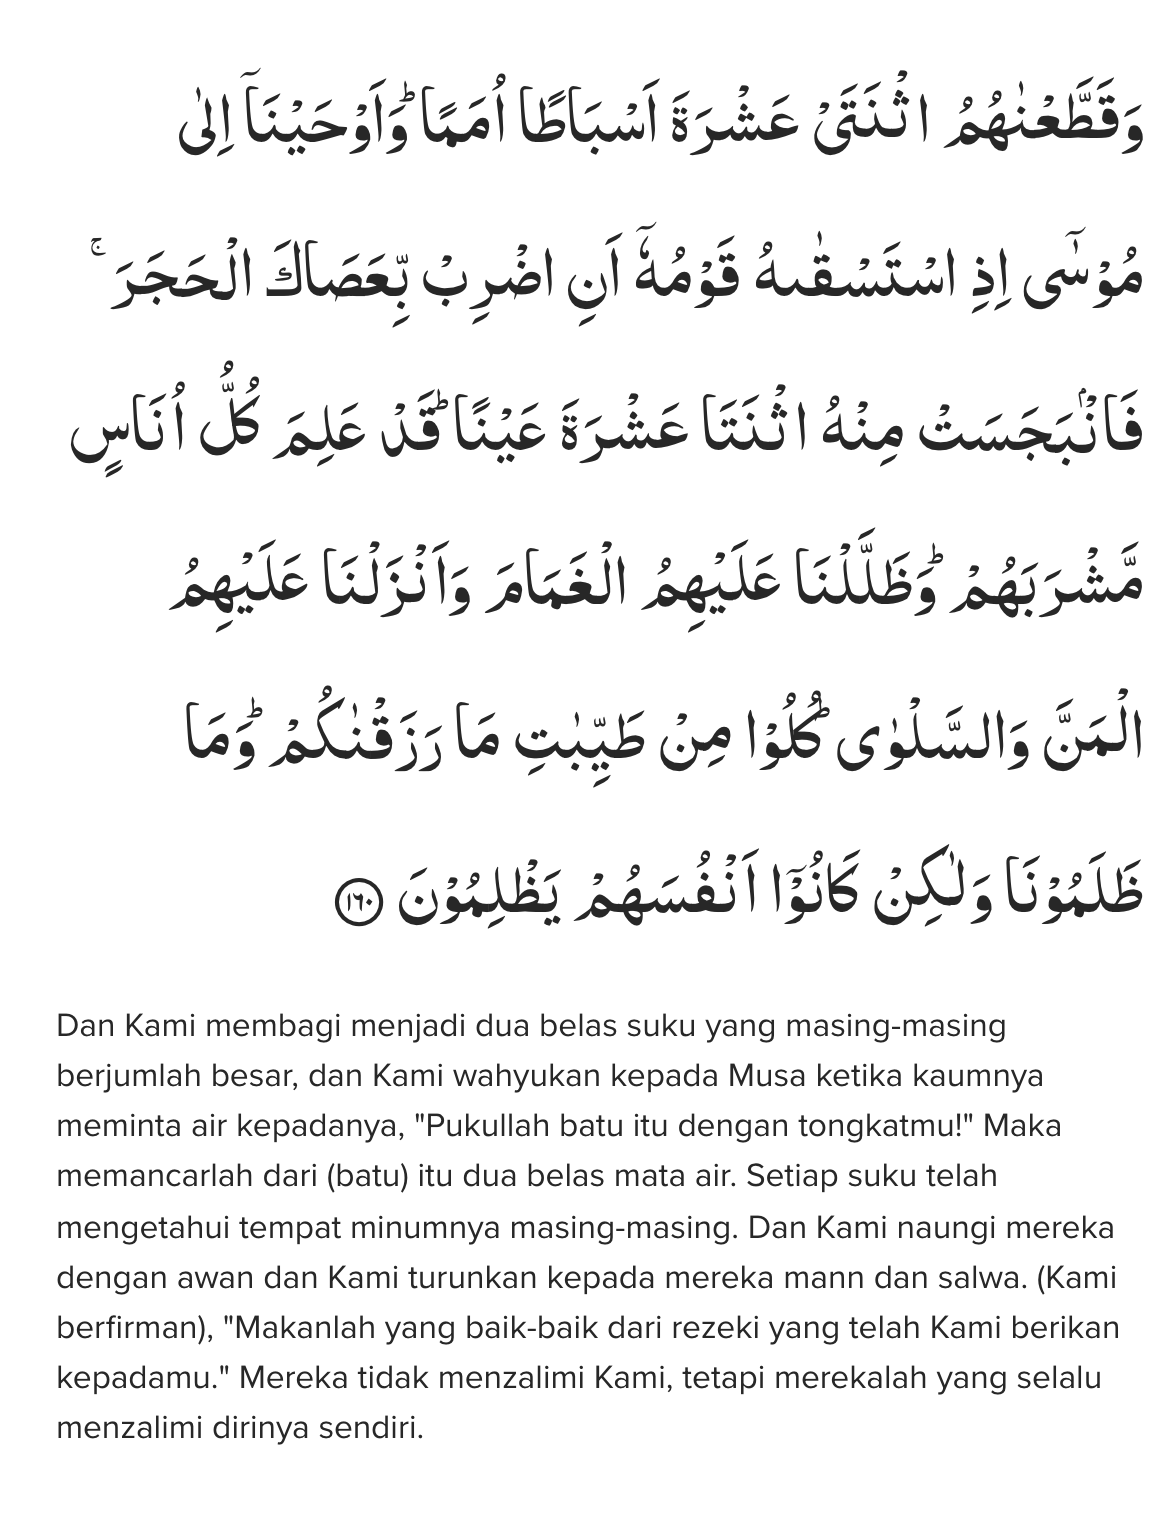 وَقَطَّعْنٰهُمُ اثْنَتَيْ عَشْرَةَ اَسْبَاطًا اُمَمًاۗ وَاَوْحَيْنَآ اِلٰى
مُوْسٰٓى اِذِ اسْتَسْقٰىهُ قَوْمُهٗٓ اَنِ اضْرِبْ بِّعَصَاكَ الْحَجَرَۚ
فَانْۢبَجَسَتْ مِنْهُ اثْنَتَا عَشْرَةَ عَيْنًاۗ قَدْ عَلِمَ كُلُّ اُنَاسٍ
مَّشْرَبَهُمْۗ وَظَلَّلْنَا عَلَيْهِمُ الْغَمَامَ وَاَنْزَلْنَا عَلَيْهِمُ
الْمَنَّ وَالسَّلْوٰىۗ كُلُوْا مِنْ طَيِّبٰتِ مَا رَزَقْنٰكُمْۗ وَمَا
ظَلَمُوْنَا وَلٰكِنْ كَانُوْٓا اَنْفُسَهُمْ يَظْلِمُوْنَ ١٦٠
Dan Kami membagi menjadi dua belas suku yang masing-masing
berjumlah besar, dan Kami wahyukan kepada Musa ketika kaumnya
meminta air kepadanya, "Pukullah batu itu dengan tongkatmu!" Maka
memancarlah dari (batu) itu dua belas mata air. Setiap suku telah
mengetahui tempat minumnya masing-masing. Dan Kami naungi mereka
dengan awan dan Kami turunkan kepada mereka mann dan salwa. (Kami
berfirman), "Makanlah yang baik-baik dari rezeki yang telah Kami berikan
kepadamu." Mereka tidak menzalimi Kami, tetapi merekalah yang selalu
menzalimi dirinya sendiri.